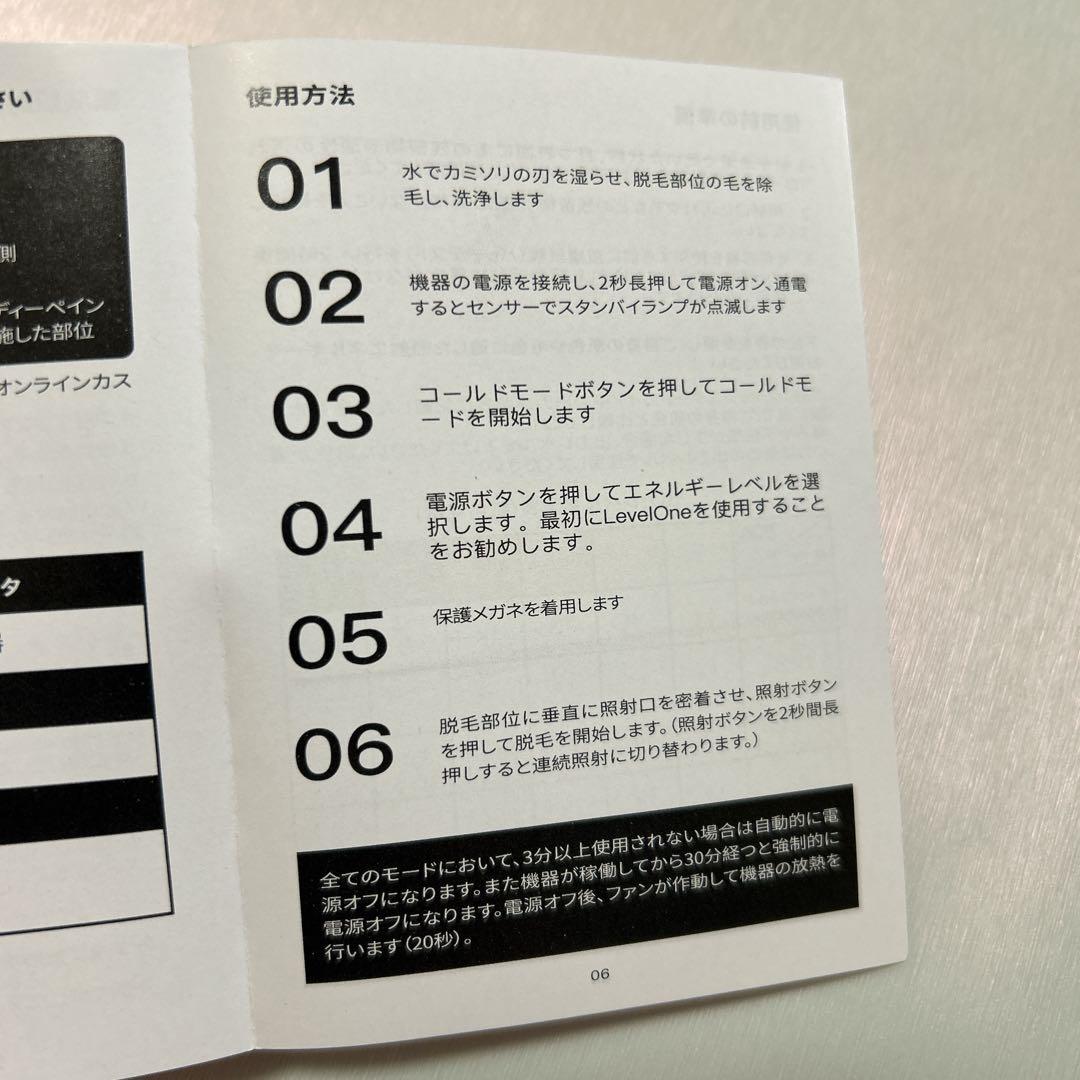 さい
側
ディーペイン
施した部位
オンラインカス
タ
使用方法
01
水でカミソリの刃を湿らせ、脱毛部位の毛を除
毛し、洗浄します
02
機器の電源を接続し、2秒長押して電源オン、通電
するとセンサーでスタンバイランプが点滅します
03
コールドモードボタンを押してコールドモ
ードを開始します
04
電源ボタンを押してエネルギーレベルを選
択します。最初にLevelOneを使用すること
をお勧めします。
05
保護メガネを着用します
06
脱毛部位に垂直に照射口を密着させ、照射ボタン
を押して脱毛を開始します。（照射ボタンを2秒間長
押しすると連続照射に切り替わります。）
全てのモードにおいて、3分以上使用されない場合は自動的に電
源オフになります。また機器が稼働してから30分経つと強制的に
電源オフになります。電源オフ後、ファンが作動して機器の放熱を
行います（20秒）。
06